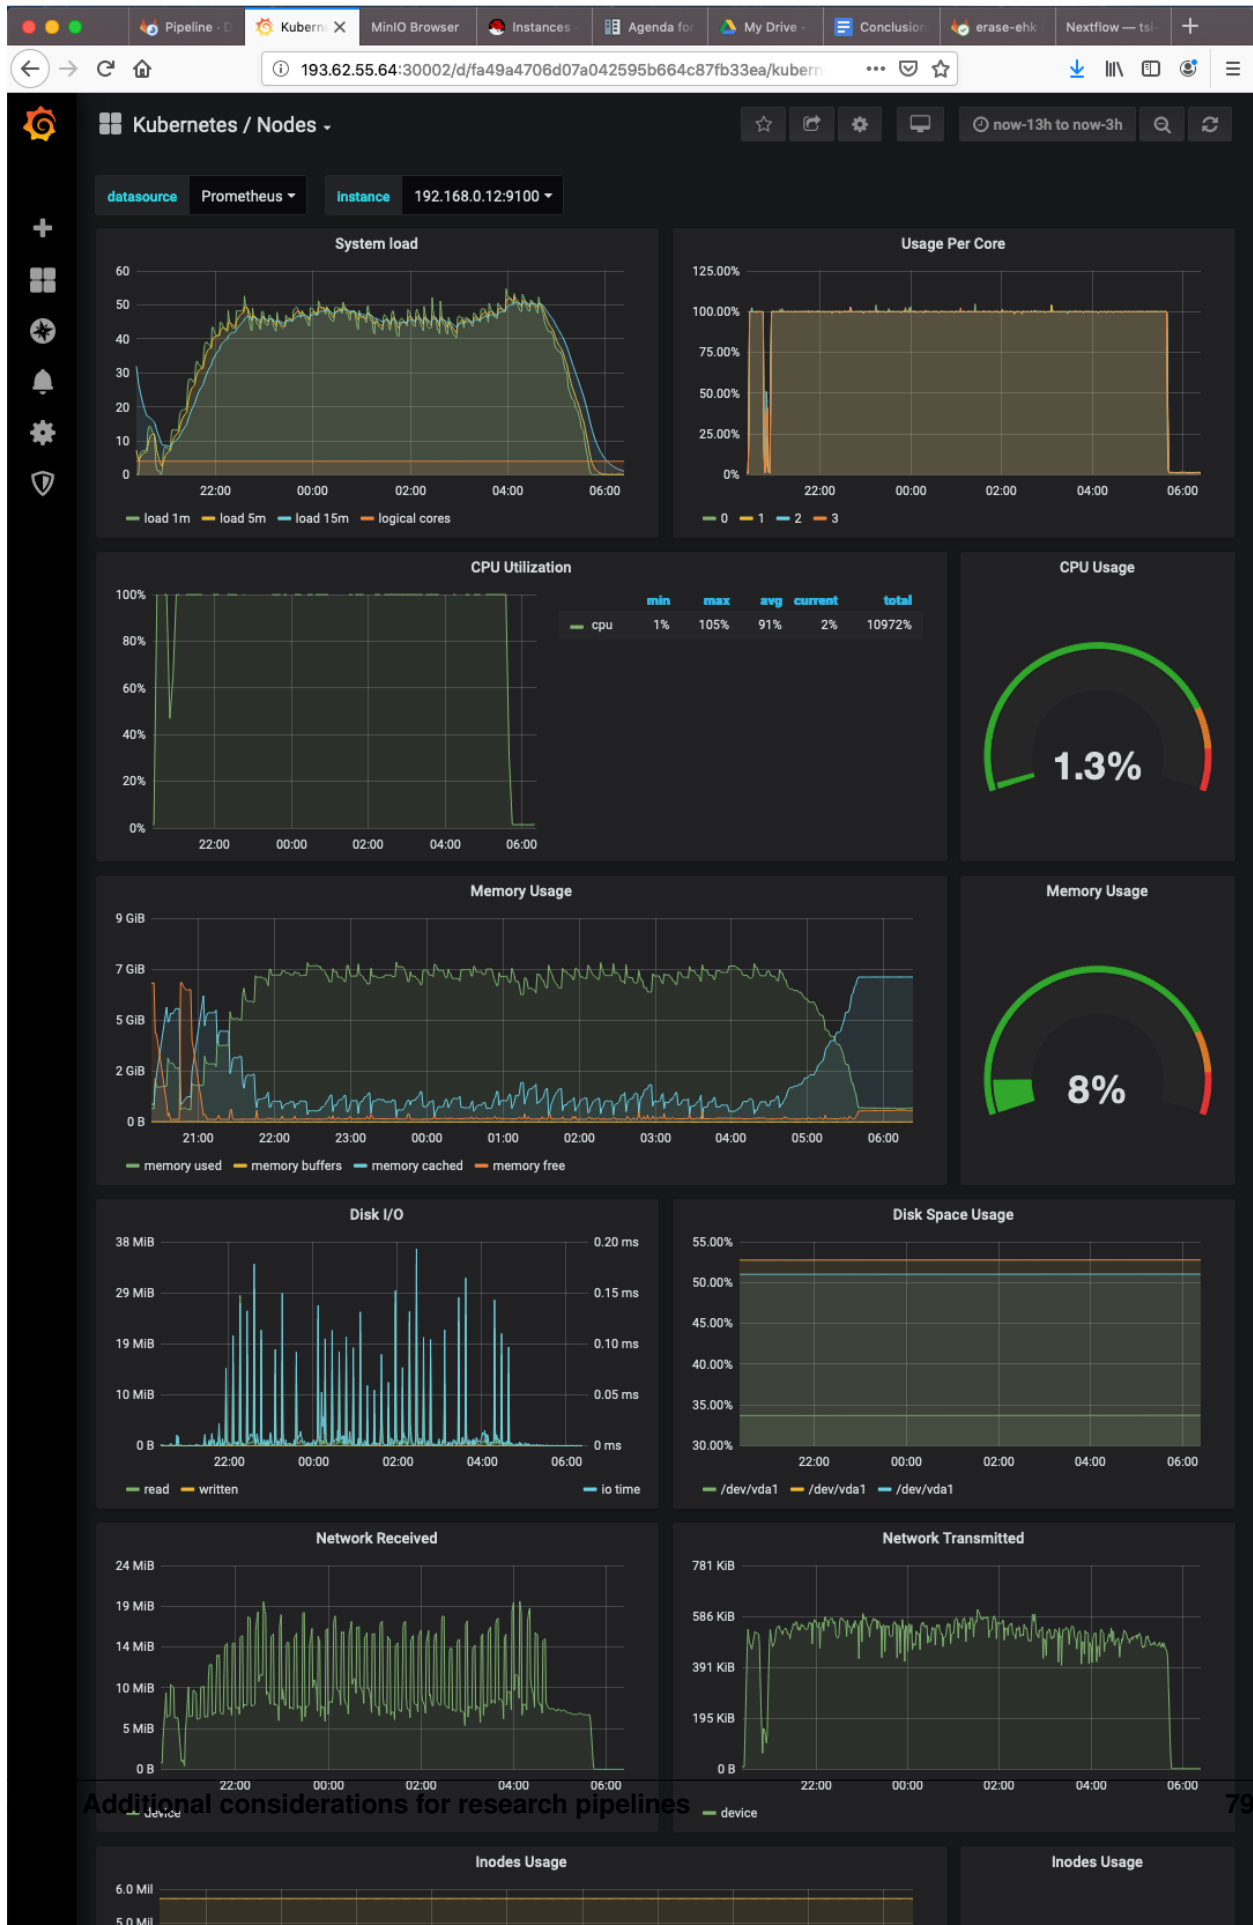 Pipeline · D
Kubern
MinIO Browser
Instances -
Agenda for
My Drive -
Conclusion
erase-ehk
Nextflow — tsi-
193.62.55.64:30002/d/fa49a4706d07a042595b664c87fb33ea/kubern
Kubernetes / Nodes
now-13h to now-3h
datasource Prometheus instance 192.168.0.12:9100
System load
60
50
40
30
20
10
0
22:00 00:00 02:00 04:00 06:00
load 1m load 5m load 15m logical cores
Usage Per Core
125.00%
100.00%
75.00%
50.00%
25.00%
0%
22:00 00:00 02:00 04:00 06:00
0 1 2 3
CPU Utilization
100%
80%
60%
40%
20%
0%
22:00 00:00 02:00 04:00 06:00
min max avg current total
cpu 1% 105% 91% 2% 10972%
CPU Usage
1.3%
Memory Usage
9 GiB
7 GiB
5 GiB
2 GiB
0 B
21:00 22:00 23:00 00:00 01:00 02:00 03:00 04:00 05:00 06:00
memory used memory buffers memory cached memory free
Memory Usage
8%
Disk I/O
38 MiB
29 MiB
19 MiB
10 MiB
0 B
0.20 ms
0.15 ms
0.10 ms
0.05 ms
0 ms
22:00 00:00 02:00 04:00 06:00
read written io time
Disk Space Usage
55.00%
50.00%
45.00%
40.00%
35.00%
30.00%
22:00 00:00 02:00 04:00 06:00
/dev/vda1 /dev/vda1 /dev/vda1
Network Received
24 MiB
19 MiB
14 MiB
10 MiB
5 MiB
0 B
22:00 00:00 02:00 04:00 06:00
device
Network Transmitted
781 KiB
586 KiB
391 KiB
195 KiB
0 B
22:00 00:00 02:00 04:00 06:00
device
Additional considerations for research pipelines 79
Inodes Usage
6.0 Mil
5.0 Mil
Inodes Usage